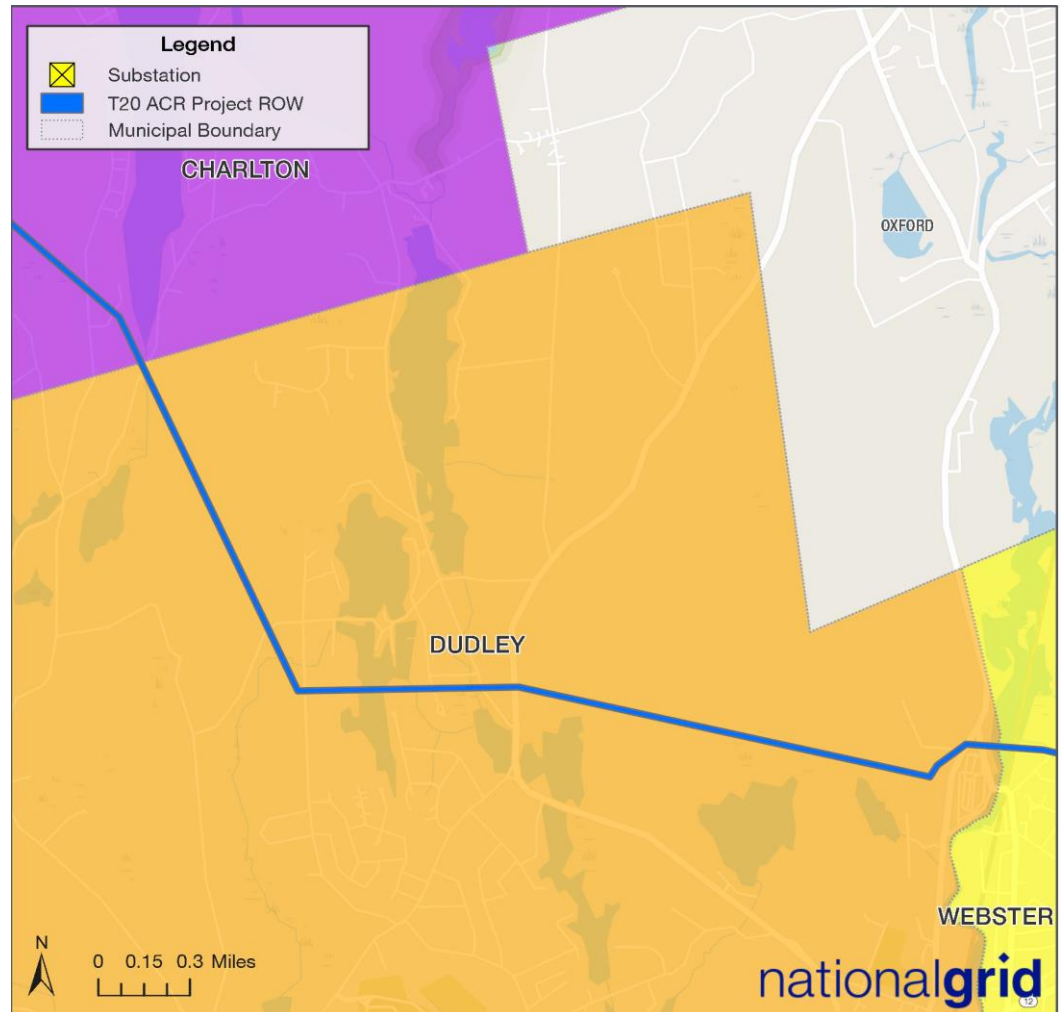 Legend
Substation
T20 ACR Project ROW
Municipal Boundary
CHARLTON
OXFORD
DUDLEY
WEBSTER
N
0 0.15 0.3 Miles
nationalgrid
12